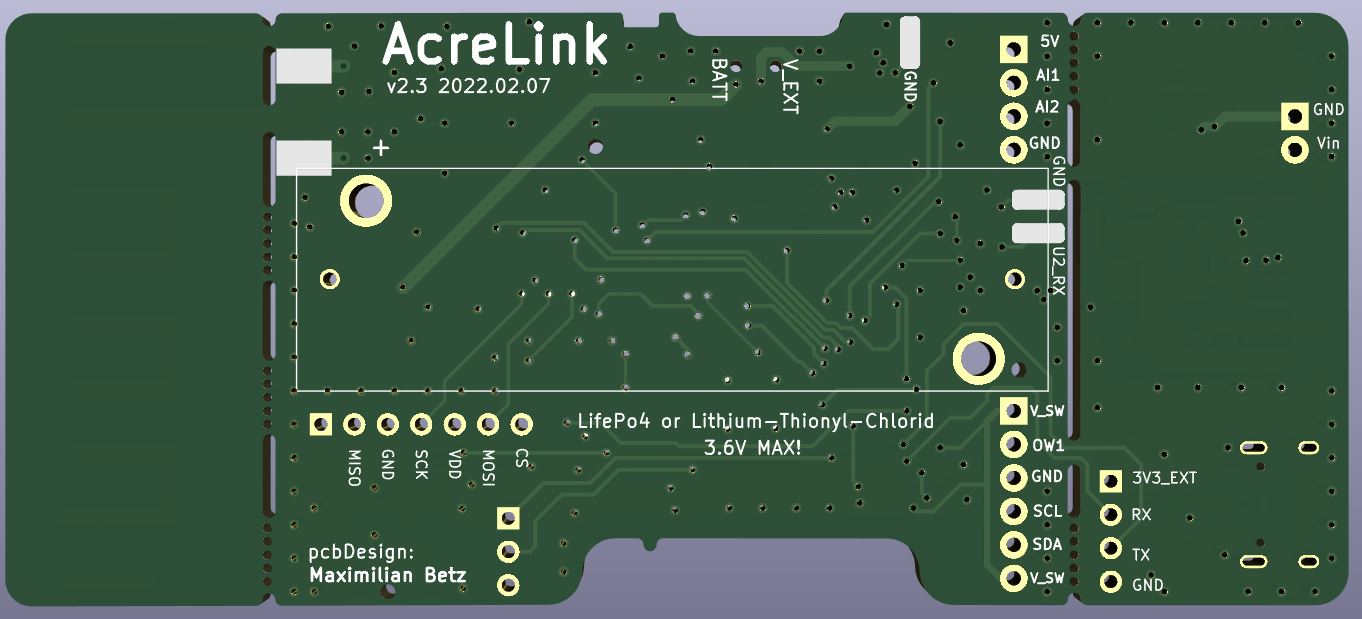 AcreLink
v2.3 2022.02.07
BATT
V_EXT
GND
5V
AI1
AI2
GND
GND
Vin
+
GND
U2_RX
LifePo4 or Lithium-Thionyl-Chlorid
3.6V MAX!
MISO
GND
SCK
VDD
MOSI
CS
V_SW
OW1
GND
SCL
SDA
V_SW
3V3_EXT
RX
TX
GND
pcbDesign:
Maximilian Betz